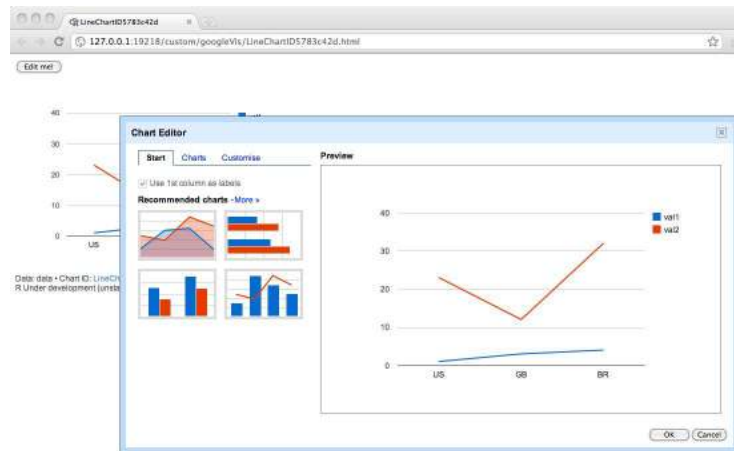 LineChartID5783c42d
127.0.0.1:19218/custom/googleVis/LineChartID5783c42d.html
Edit me!
40
30
20
10
0
US
Data: data • Chart ID: LineCh
R Under development (unsta
Chart Editor
Start Charts Customise
Use 1st column as labels
Recommended charts - More »
Preview
40
30
20
10
0
US GB BR
val1
val2
OK Cancel